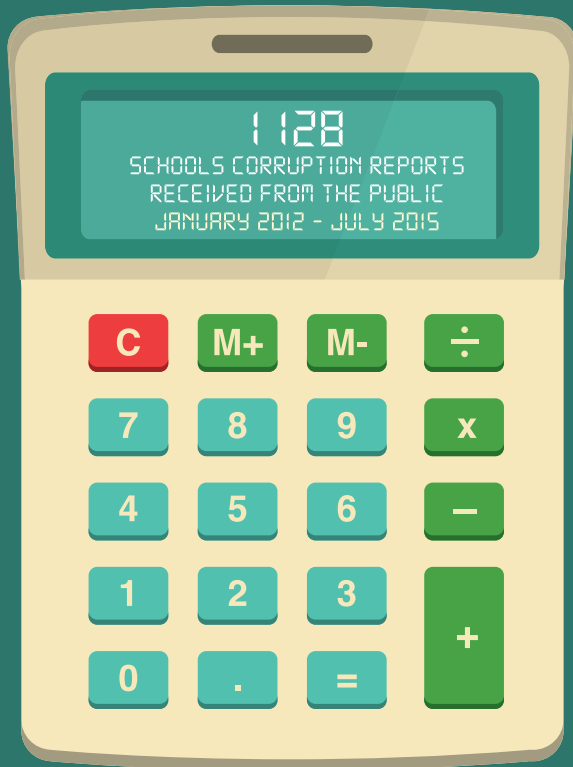 1128
SCHOOLS CORRUPTION REPORTS
RECEIVED FROM THE PUBLIC
JANUARY 2012 - JULY 2015
C M+ M- ÷
7 8 9 x
4 5 6 −
1 2 3
+
0 . =